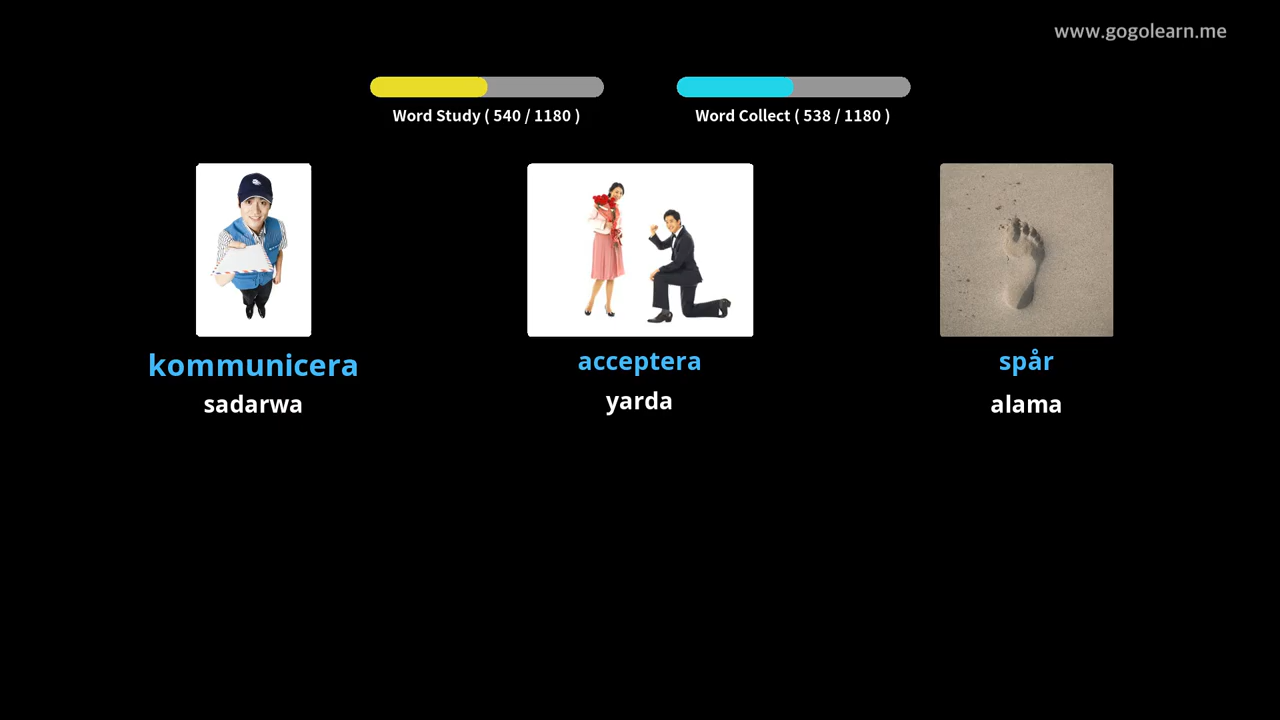 www.gogolearn.me
Word Study ( 540 / 1180 )
Word Collect ( 538 / 1180 )
kommunicera
sadarwa
acceptera
yarda
spår
alama